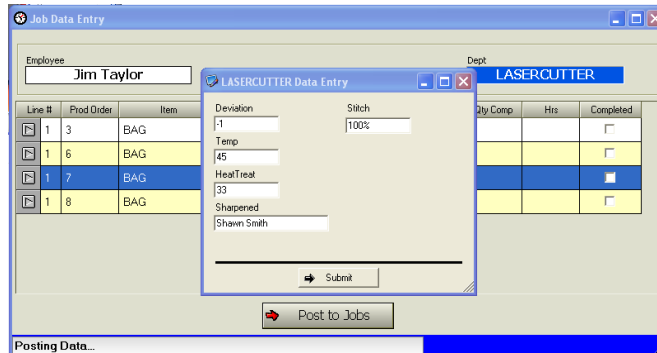 Job Data Entry
Employee
Jim Taylor
Dept
LASERCUTTER
Line # Prod Order Item Qty Comp Hrs Completed
1 3 BAG
1 6 BAG
1 7 BAG
1 8 BAG
LASERCUTTER Data Entry
Deviation
-1
Stitch
100%
Temp
45
HeatTreat
33
Sharpened
Shawn Smith
Submit
Post to Jobs
Posting Data...